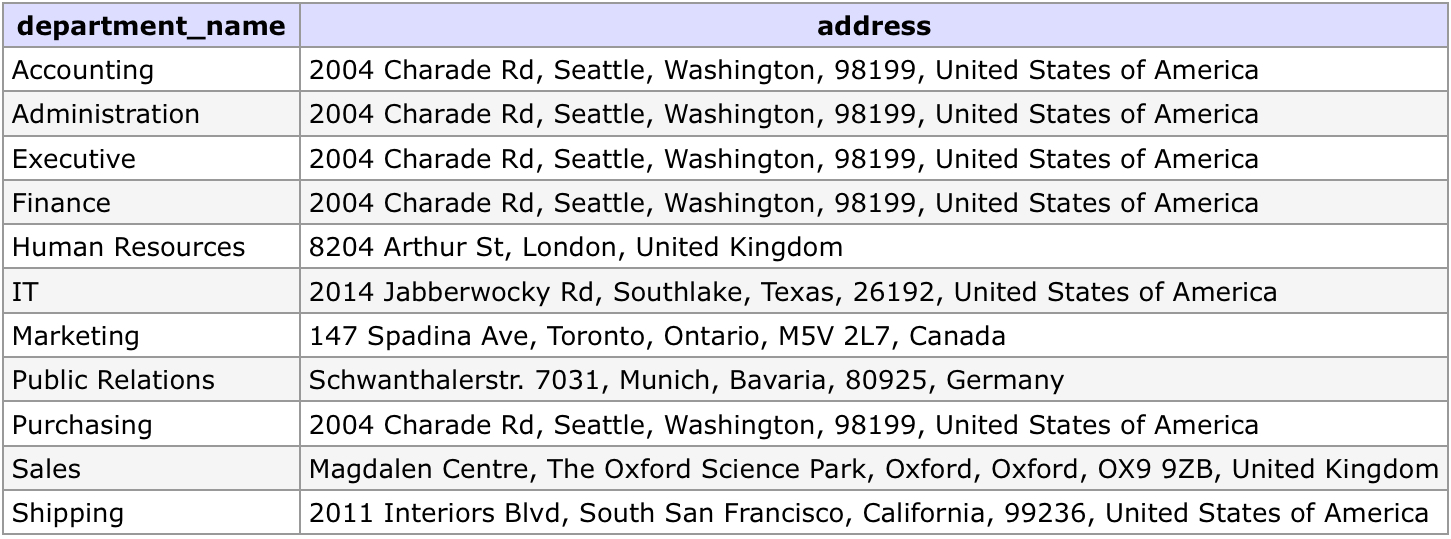 department_name address
Accounting 2004 Charade Rd, Seattle, Washington, 98199, United States of America
Administration 2004 Charade Rd, Seattle, Washington, 98199, United States of America
Executive 2004 Charade Rd, Seattle, Washington, 98199, United States of America
Finance 2004 Charade Rd, Seattle, Washington, 98199, United States of America
Human Resources 8204 Arthur St, London, United Kingdom
IT 2014 Jabberwocky Rd, Southlake, Texas, 26192, United States of America
Marketing 147 Spadina Ave, Toronto, Ontario, M5V 2L7, Canada
Public Relations Schwanthalerstr. 7031, Munich, Bavaria, 80925, Germany
Purchasing 2004 Charade Rd, Seattle, Washington, 98199, United States of America
Sales Magdalen Centre, The Oxford Science Park, Oxford, Oxford, OX9 9ZB, United Kingdom
Shipping 2011 Interiors Blvd, South San Francisco, California, 99236, United States of America